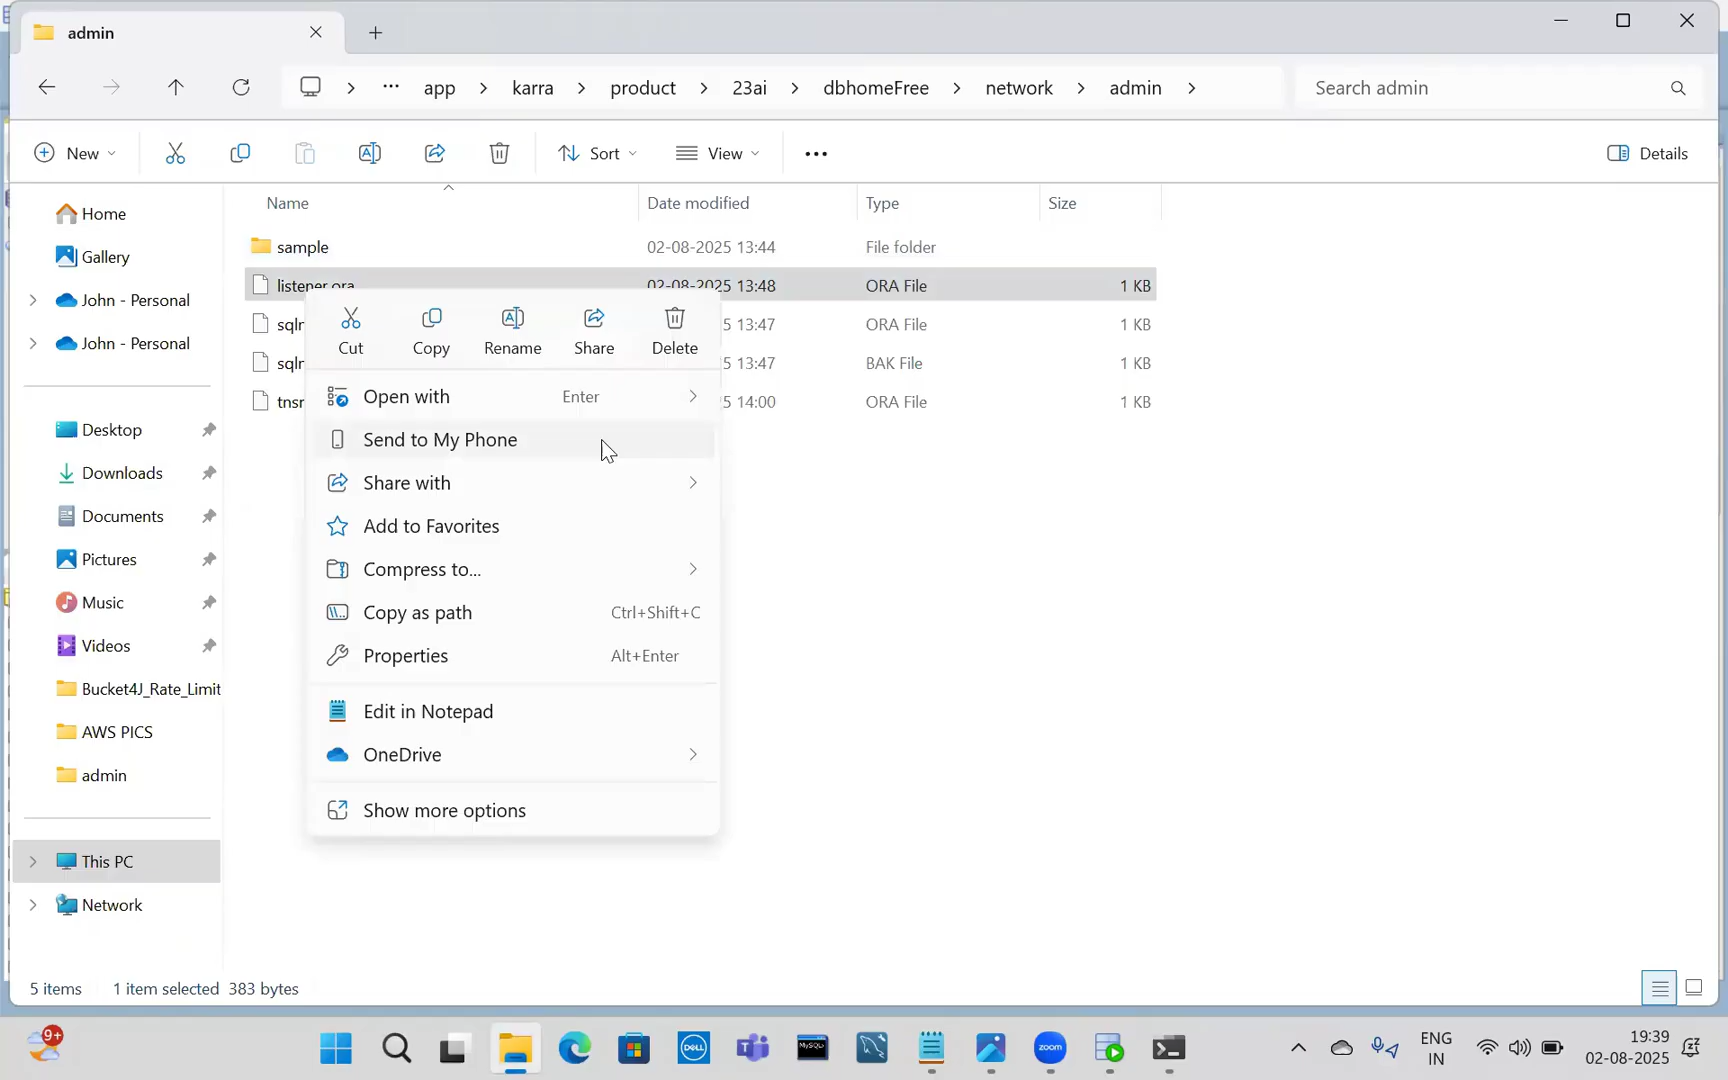 admin
app karra product 23ai dbhomeFree network admin
Search admin
New
Sort
View
Details
Name Date modified Type Size
sample 02-08-2025 13:44 File folder
listener.ora 02-08-2025 13:48 ORA File 1 KB
5 13:47 ORA File 1 KB
5 13:47 BAK File 1 KB
5 14:00 ORA File 1 KB
Home
Gallery
John - Personal
John - Personal
Desktop
Downloads
Documents
Pictures
Music
Videos
Bucket4J_Rate_Limit
AWS PICS
admin
This PC
Network
Cut Copy Rename Share Delete
Open with Enter
Send to My Phone
Share with
Add to Favorites
Compress to...
Copy as path Ctrl+Shift+C
Properties Alt+Enter
Edit in Notepad
OneDrive
Show more options
5 items 1 item selected 383 bytes
9+
DELL
MySQL
zoom
ENG
IN
19:39
02-08-2025